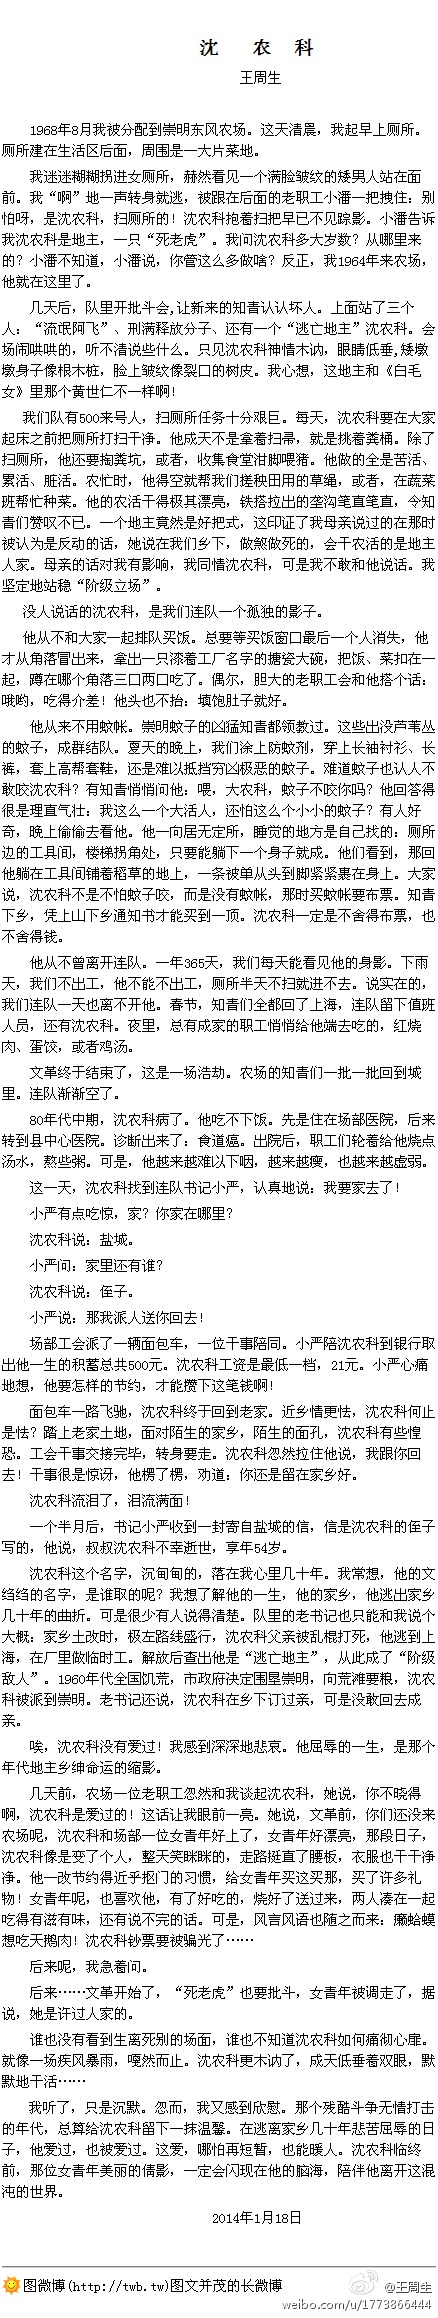 沈 农 科
王周生
1968年8月我被分配到崇明东风农场。这天清晨，我起早上厕所。
厕所建在生活区后面，周围是一大片菜地。
我迷迷糊糊拐进女厕所，赫然看见一个满脸皱纹的矮男人站在面
前。我“啊”地一声转身就逃，被跟在后面的老职工小潘一把拽住：别
怕呀，是沈农科，扫厕所的！沈农科抱着扫把早已不见踪影。小潘告诉
我沈农科是地主，一只“死老虎”。我问沈农科多大岁数？从哪里来
的？小潘不知道，小潘说，你管这么多做啥？反正，我1964年来农场，
他就在这里了。
几天后，队里开批斗会,让新来的知青认认坏人。上面站了三个
人：“流氓阿飞”、刑满释放分子、还有一个“逃亡地主”沈农科。会
场闹哄哄的，听不清说些什么。只见沈农科神情木讷，眼睛低垂,矮墩
墩身子像根木桩，脸上皱纹像裂口的树皮。我心想，这地主和《白毛
女》里那个黄世仁不一样啊！
我们队有500来号人，扫厕所任务十分艰巨。每天，沈农科要在大家
起床之前把厕所打扫干净。他成天不是拿着扫帚，就是挑着粪桶。除了
扫厕所，他还要掏粪坑，或者，收集食堂泔脚喂猪。他做的全是苦活、
累活、脏活。农忙时，他得空就帮我们搓秧田用的草绳，或者，在蔬菜
班帮忙种菜。他的农活干得极其漂亮，铁搭拉出的垄沟笔直笔直，令知
青们赞叹不已。一个地主竟然是好把式，这印证了我母亲说过的在那时
被认为是反动的话，她说在我们乡下，做煞做死的，会干农活的是地主
人家。母亲的话对我有影响，我同情沈农科，可是我不敢和他说话。我
坚定地站稳“阶级立场”。
没人说话的沈农科，是我们连队一个孤独的影子。
他从不和大家一起排队买饭。总要等买饭窗口最后一个人消失，他
才从角落冒出来，拿出一只漆着工厂名字的搪瓷大碗，把饭、菜扣在一
起，蹲在哪个角落三口两口吃了。偶尔，胆大的老职工会和他搭个话：
哦哟，吃得介差！他头也不抬：填饱肚子就好。
他从来不用蚊帐。崇明蚊子的凶猛知青都领教过。这些出没芦苇丛
的蚊子，成群结队。夏天的晚上，我们涂上防蚊剂，穿上长袖衬衫、长
裤，套上高帮套鞋，还是难以抵挡穷凶极恶的蚊子。难道蚊子也认人不
敢咬沈农科？有知青悄悄问他：喂，大农科，蚊子不咬你吗？他回答得
很是理直气壮：我这么一个大活人，还怕这么个小小的蚊子？有人好
奇，晚上偷偷去看他。他一向居无定所，睡觉的地方是自己找的：厕所
边的工具间，楼梯拐角处，只要能躺下一个身子就成。他们看到，那回
他躺在工具间铺着稻草的地上，一条被单从头到脚紧紧裹在身上。大家
说，沈农科不是不怕蚊子咬，而是没有蚊帐，那时买蚊帐要布票。知青
下乡，凭上山下乡通知书才能买到一顶。沈农科一定是不舍得布票，也
不舍得钱。
他从不曾离开连队。一年365天，我们每天能看见他的身影。下雨
天，我们不出工，他不能不出工，厕所半天不扫就进不去。说实在的，
我们连队一天也离不开他。春节，知青们全都回了上海，连队留下值班
人员，还有沈农科。夜里，总有成家的职工悄悄给他端去吃的，红烧
肉、蛋饺，或者鸡汤。
文革终于结束了，这是一场浩劫。农场的知青们一批一批回到城
里。连队渐渐空了。
80年代中期，沈农科病了。他吃不下饭。先是住在场部医院，后来
转到县中心医院。诊断出来了：食道癌。出院后，职工们轮着给他烧点
汤水，熬些粥。可是，他越来越难以下咽，越来越瘦，也越来越虚弱。
这一天，沈农科找到连队书记小严，认真地说：我要家去了！
小严有点吃惊，家？你家在哪里？
沈农科说：盐城。
小严问：家里还有谁？
沈农科说：侄子。
小严说：那我派人送你回去！
场部工会派了一辆面包车，一位干事陪同。小严陪沈农科到银行取
出他一生的积蓄总共500元。沈农科工资是最低一档，21元。小严心痛
地想，他要怎样的节约，才能攒下这笔钱啊！
面包车一路飞驰，沈农科终于回到老家。近乡情更怯，沈农科何止
是怯？踏上老家土地，面对陌生的家乡，陌生的面孔，沈农科有些惶
恐。工会干事交接完毕，转身要走。沈农科忽然拉住他说，我跟你回
去！干事很是惊讶，他楞了楞，劝道：你还是留在家乡好。
沈农科流泪了，泪流满面！
一个半月后，书记小严收到一封寄自盐城的信，信是沈农科的侄子
写的，他说，叔叔沈农科不幸逝世，享年54岁。
沈农科这个名字，沉甸甸的，落在我心里几十年。我常想，他的文
绉绉的名字，是谁取的呢？我想了解他的一生，他的家乡，他逃出家乡
几十年的曲折。可是很少有人说得清楚。队里的老书记也只能和我说个
大概：家乡土改时，极左路线盛行，沈农科父亲被乱棍打死，他逃到上
海，在厂里做临时工。解放后查出他是“逃亡地主”，从此成了“阶级
敌人”。1960年代全国饥荒，市政府决定围垦崇明，向荒滩要粮，沈农
科被派到崇明。老书记还说，沈农科在乡下订过亲，可是没敢回去成
亲。
唉，沈农科没有爱过！我感到深深地悲哀。他屈辱的一生，是那个
年代地主乡绅命运的缩影。
几天前，农场一位老职工忽然和我谈起沈农科，她说，你不晓得
啊，沈农科是爱过的！这话让我眼前一亮。她说，文革前，你们还没来
农场呢，沈农科和场部一位女青年好上了，女青年好漂亮，那段日子，
沈农科像是变了个人，整天笑眯眯的，走路挺直了腰板，衣服也干干净
净。他一改节约得近乎抠门的习惯，给女青年买这买那，买了许多礼
物！女青年呢，也喜欢他，有了好吃的，烧好了送过来，两人凑在一起
吃得有滋有味，还有说不完的话。可是，风言风语也随之而来：癞蛤蟆
想吃天鹅肉！沈农科钞票要被骗光了……
后来呢，我急着问。
后来……文革开始了，“死老虎”也要批斗，女青年被调走了，据
说，她是许过人家的。
谁也没有看到生离死别的场面，谁也不知道沈农科如何痛彻心扉。
就像一场疾风暴雨，嘎然而止。沈农科更木讷了，成天低垂着双眼，默
默地干活……
我听了，只是沉默。忽而，我又感到欣慰。那个残酷斗争无情打击
的年代，总算给沈农科留下一抹温馨。在逃离家乡几十年悲苦屈辱的日
子，他爱过，也被爱过。这爱，哪怕再短暂，也能暖人。沈农科临终
前，那位女青年美丽的倩影，一定会闪现在他的脑海，陪伴他离开这混
沌的世界。
2014年1月18日
图微博(http://twb.tw)图文并茂的长微博
@王周生
weibo.com/u/1773866444